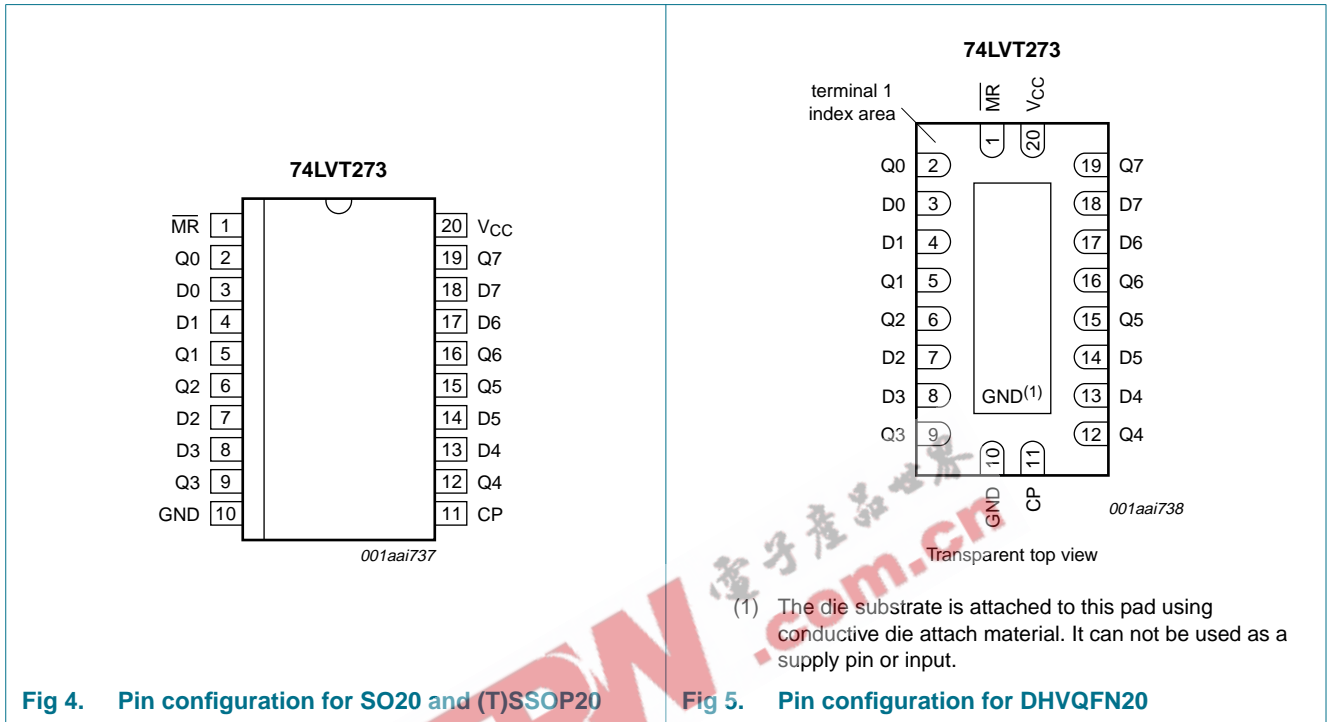 74LVT273
MR 1
Q0 2
D0 3
D1 4
Q1 5
Q2 6
D2 7
D3 8
Q3 9
GND 10
20 VCC
19 Q7
18 D7
17 D6
16 Q6
15 Q5
14 D5
13 D4
12 Q4
11 CP
001aai737
Fig 4. Pin configuration for SO20 and (T)SSOP20
74LVT273
terminal 1
index area
MR VCC
1 20
Q0 2 19 Q7
D0 3 18 D7
D1 4 17 D6
Q1 5 16 Q6
Q2 6 15 Q5
D2 7 14 D5
D3 8 GND(1) 13 D4
Q3 9 12 Q4
10 11
GND CP
001aai738
Transparent top view
(1) The die substrate is attached to this pad using
conductive die attach material. It can not be used as a
supply pin or input.
Fig 5. Pin configuration for DHVQFN20
電子產品世界
.com.cn